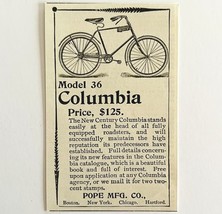 Model 36
Columbia
Price, $125.
The New Century Columbia stands
easily at the head of all fully
equipped roadsters, and will
successfully maintain the high
reputation its predecessors have
established. Full details concern-
ing its new features in the Colum-
bia catalogue, which is a beautiful
book and full of interest. Free
upon application at any Columbia
agency, or we mail it for two two-
cent stamps.
POPE MFG. CO.,
Boston. New York. Chicago. Hartford.